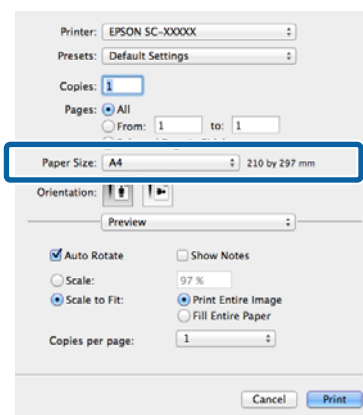 Printer: EPSON SC-XXXXX
Presets: Default Settings
Copies: 1
Pages: All
From: 1 to: 1
Paper Size: A4 210 by 297 mm
Orientation:
Preview
Auto Rotate Show Notes
Scale: 97 %
Scale to Fit: Print Entire Image
Fill Entire Paper
Copies per page: 1
Cancel Print